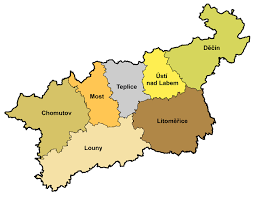 Děčín
Ústí
nad Labem
Teplice
Most
Chomutov
Litoměřice
Louny